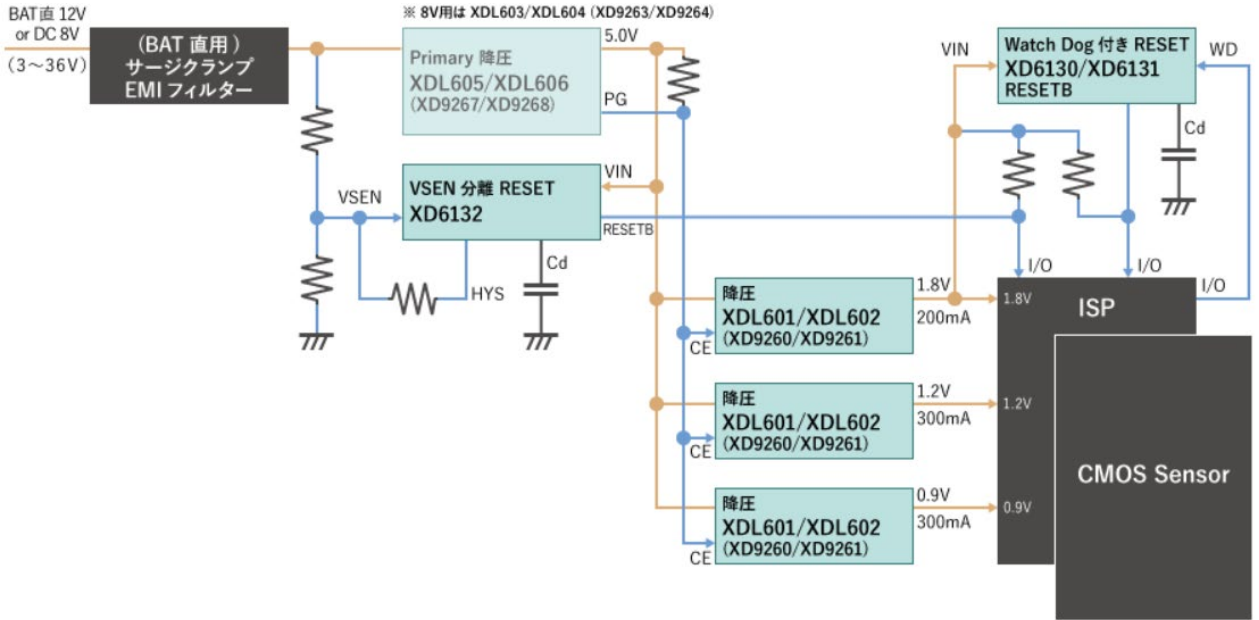 BAT直 12V
or DC 8V
(3～36V)
(BAT 直用)
サージクランプ
EMI フィルター
※ 8V用は XDL603/XDL604 (XD9263/XD9264)
Primary 降圧
XDL605/XDL606
(XD9267/XD9268)
5.0V
PG
VSEN 分離 RESET
XD6132
VIN
RESETB
VSEN
HYS
Cd
VIN
Watch Dog 付き RESET
XD6130/XD6131
RESETB
WD
Cd
I/O
I/O
I/O
降圧
XDL601/XDL602
(XD9260/XD9261)
CE
1.8V
200mA
降圧
XDL601/XDL602
(XD9260/XD9261)
CE
1.2V
300mA
降圧
XDL601/XDL602
(XD9260/XD9261)
CE
0.9V
300mA
1.8V
ISP
1.2V
0.9V
CMOS Sensor